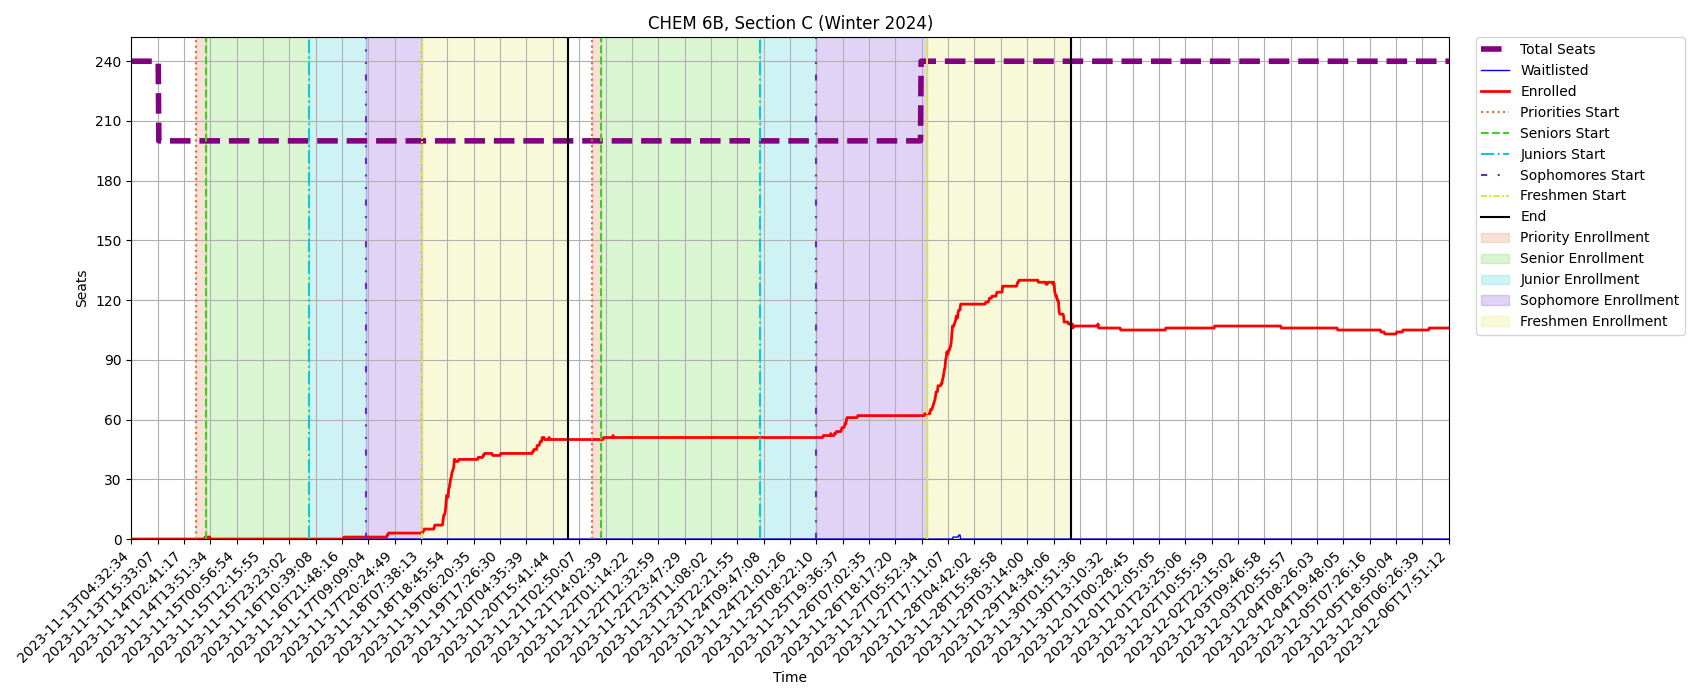 CHEM 6B, Section C (Winter 2024)
Seats
240
210
180
150
120
90
60
30
0
2023-11-13T04:32:34
2023-11-13T15:33:07
2023-11-14T02:41:17
2023-11-14T13:51:34
2023-11-15T00:56:54
2023-11-15T12:15:55
2023-11-15T23:23:02
2023-11-16T10:39:08
2023-11-16T21:48:16
2023-11-17T09:09:04
2023-11-17T20:24:49
2023-11-18T07:38:13
2023-11-18T18:45:54
2023-11-19T06:20:35
2023-11-19T17:26:30
2023-11-20T04:35:39
2023-11-20T15:41:44
2023-11-21T02:50:07
2023-11-21T14:02:39
2023-11-22T01:14:22
2023-11-22T12:32:59
2023-11-22T23:47:29
2023-11-23T11:08:02
2023-11-23T22:21:55
2023-11-24T09:47:08
2023-11-24T21:01:26
2023-11-25T08:22:10
2023-11-25T19:36:37
2023-11-26T07:02:35
2023-11-26T18:17:20
2023-11-27T05:52:34
2023-11-27T17:11:07
2023-11-28T04:42:02
2023-11-28T15:58:58
2023-11-29T03:14:00
2023-11-29T14:34:06
2023-11-30T01:51:36
2023-11-30T13:10:32
2023-12-01T00:28:45
2023-12-01T12:05:05
2023-12-01T23:25:06
2023-12-02T10:55:59
2023-12-02T22:15:02
2023-12-03T09:46:58
2023-12-03T20:55:57
2023-12-04T08:26:03
2023-12-04T19:48:05
2023-12-05T07:26:16
2023-12-05T18:50:04
2023-12-06T06:26:39
2023-12-06T17:51:12
Time
Total Seats
Waitlisted
Enrolled
Priorities Start
Seniors Start
Juniors Start
Sophomores Start
Freshmen Start
End
Priority Enrollment
Senior Enrollment
Junior Enrollment
Sophomore Enrollment
Freshmen Enrollment